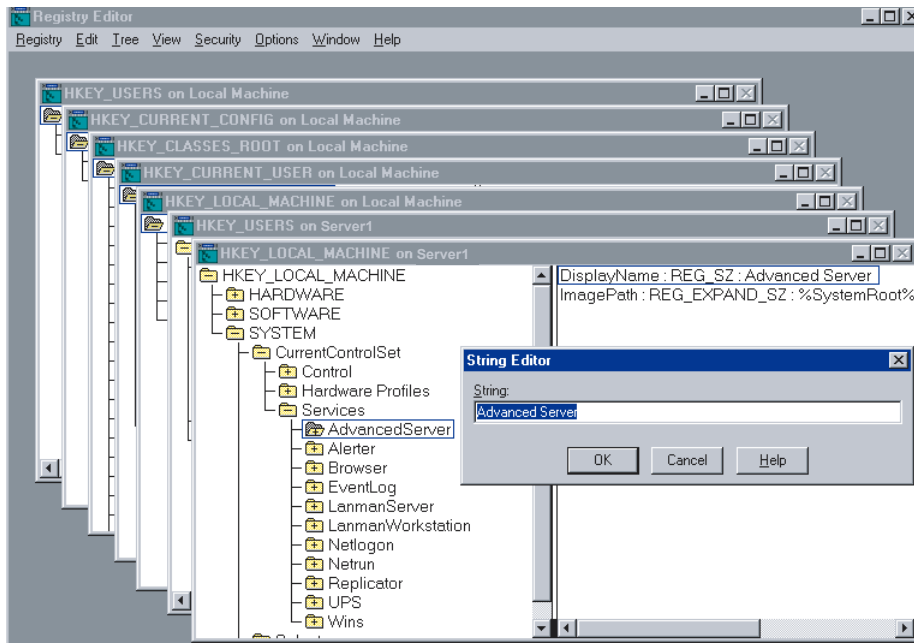 Registry Editor
Registry Edit Tree View Security Options Window Help
HKEY_USERS on Local Machine
HKEY_CURRENT_CONFIG on Local Machine
HKEY_CLASSES_ROOT on Local Machine
HKEY_CURRENT_USER on Local Machine
HKEY_LOCAL_MACHINE on Local Machine
HKEY_USERS on Server1
HKEY_LOCAL_MACHINE on Server1
HKEY_LOCAL_MACHINE
HARDWARE
SOFTWARE
SYSTEM
CurrentControlSet
Control
Hardware Profiles
Services
AdvancedServer
Alerter
Browser
EventLog
LanmanServer
LanmanWorkstation
Netlogon
Netrun
Replicator
UPS
Wins
DisplayName : REG_SZ : Advanced Server
ImagePath : REG_EXPAND_SZ : %SystemRoot%
String Editor
String:
Advanced Server
OK Cancel Help